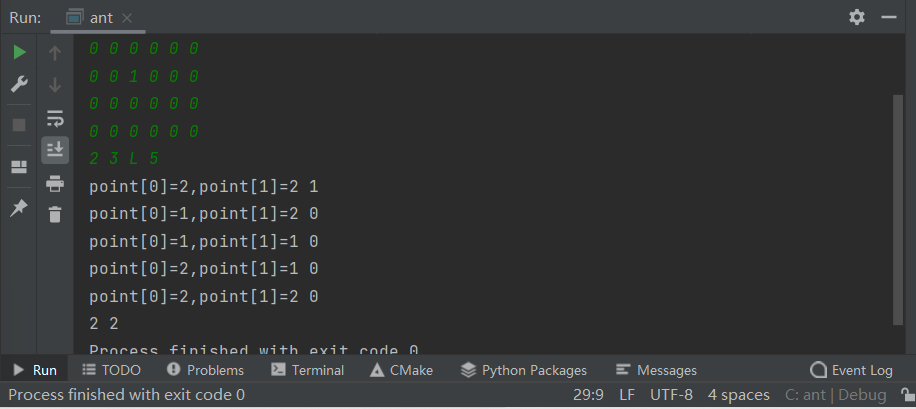 Run: ant
0 0 0 0 0 0
0 0 1 0 0 0
0 0 0 0 0 0
0 0 0 0 0 0
2 3 L 5
point[0]=2,point[1]=2 1
point[0]=1,point[1]=2 0
point[0]=1,point[1]=1 0
point[0]=2,point[1]=1 0
point[0]=2,point[1]=2 0
2 2
Process finished with exit code 0
Run TODO Problems Terminal CMake Python Packages Messages Event Log
Process finished with exit code 0 29:9 LF UTF-8 4 spaces C: ant | Debug